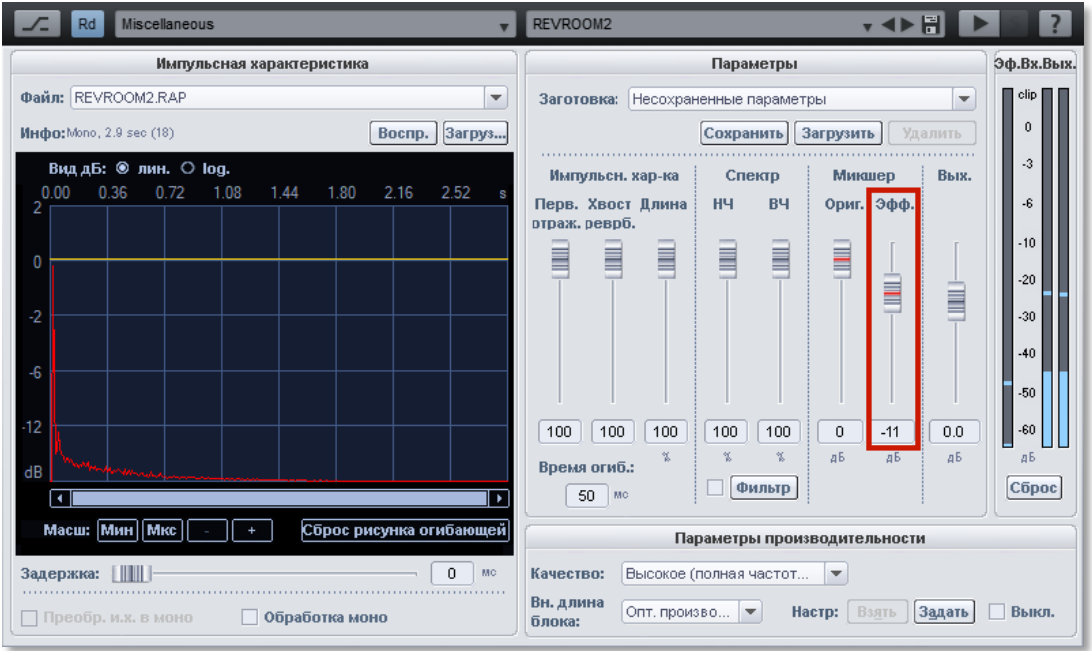 Rd Miscellaneous REVROOM2 ?
Импульсная характеристика
Файл: REVROOM2.RAP
Инфо: Mono, 2.9 sec (18) Воспр. Загруз...
Вид дБ: лин. log.
0.00 0.36 0.72 1.08 1.44 1.80 2.16 2.52 s
2
0
-2
-6
-12
dB
Масш: Мин Мкс - + Сброс рисунка огибающей
Задержка: 0 мс
Преобр. и.х. в моно Обработка моно
Параметры
Заготовка: Несохраненные параметры
Сохранить Загрузить Удалить
Импульсн. хар-ка Спектр Микшер Вых.
Перв. Хвост Длина НЧ ВЧ Ориг. Эфф.
отраж. реврб.
100 100 100 100 100 0 -11 0.0
% % % дБ дБ дБ
Время огиб.:
50 мс Фильтр
Эф.Вх.Вых.
clip
0
-3
-6
-10
-20
-30
-40
-50
-60
дБ
Сброс
Параметры производительности
Качество: Высокое (полная частот...
Вн. длина
блока: Опт. произво... Настр: Взять Задать Выкл.